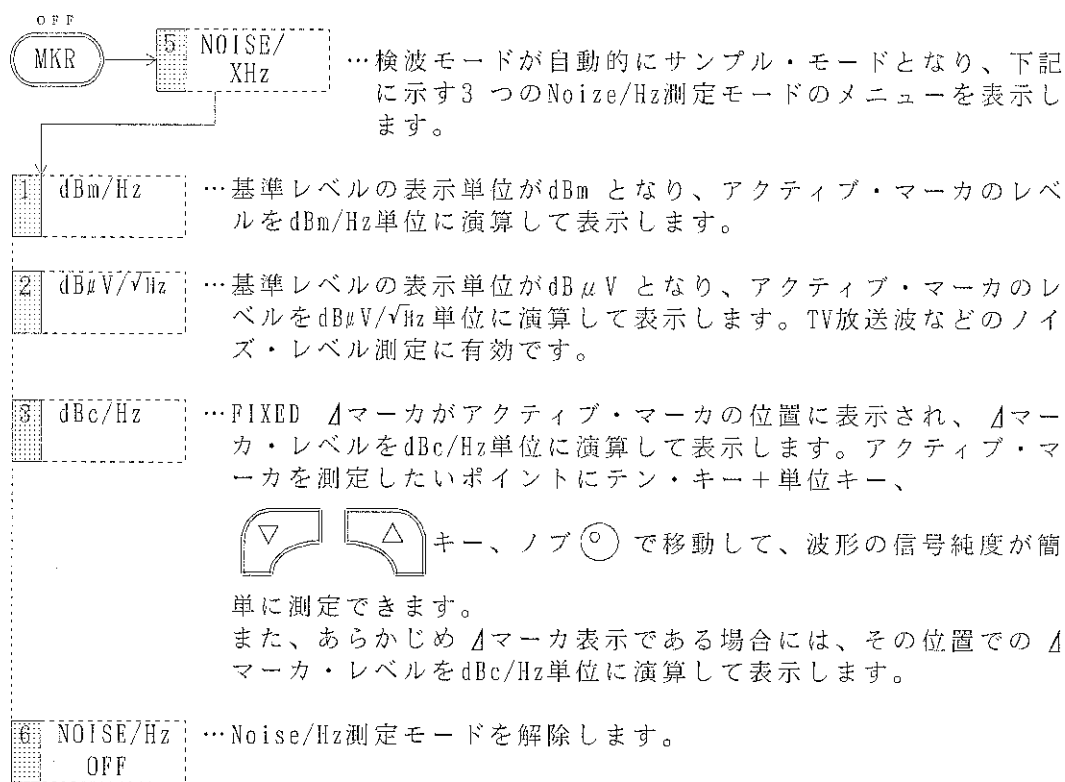 OFF
MKR
5 NOISE/
XHz
…検波モードが自動的にサンプル・モードとなり、下記
に示す3 つのNoize/Hz測定モードのメニューを表示し
ます。
1 dBm/Hz …基準レベルの表示単位がdBm となり、アクティブ・マーカのレベ
ルをdBm/Hz単位に演算して表示します。
2 dBμV/√Hz …基準レベルの表示単位がdBμV となり、アクティブ・マーカのレ
ベルをdBμV/√Hz単位に演算して表示します。TV放送波などのノイ
ズ・レベル測定に有効です。
3 dBc/Hz …FIXED Δマーカがアクティブ・マーカの位置に表示され、Δマー
カ・レベルをdBc/Hz単位に演算して表示します。アクティブ・マ
ーカを測定したいポイントにテン・キー+単位キー、
▽ △ キー、ノブ で移動して、波形の信号純度が簡
単に測定できます。
また、あらかじめ Δマーカ表示である場合には、その位置での Δ
マーカ・レベルをdBc/Hz単位に演算して表示します。
6 NOISE/Hz …Noise/Hz測定モードを解除します。
OFF